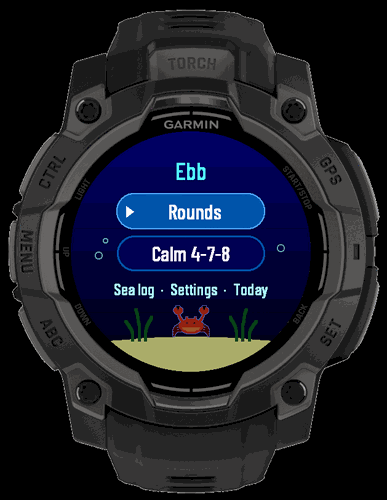 TORCH
GARMIN
CTRL
GPS
LIGHT
START/STOP
Ebb
Rounds
MENU
UP
Calm 4-7-8
Sea log · Settings · Today
DOWN
BACK
ABC
SET